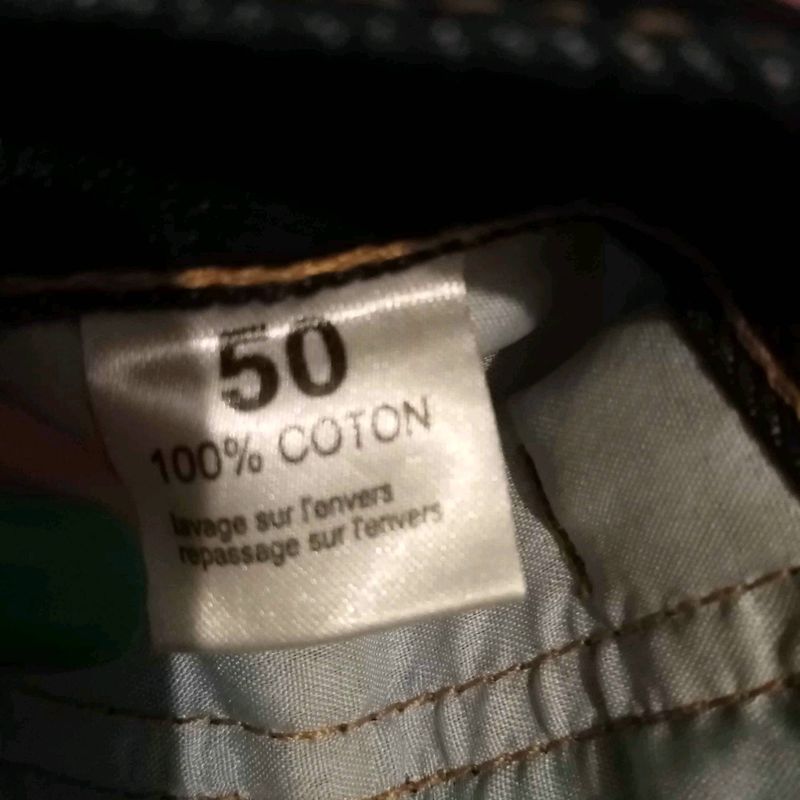 50
100% COTON
lavage sur l'envers
repassage sur l'envers